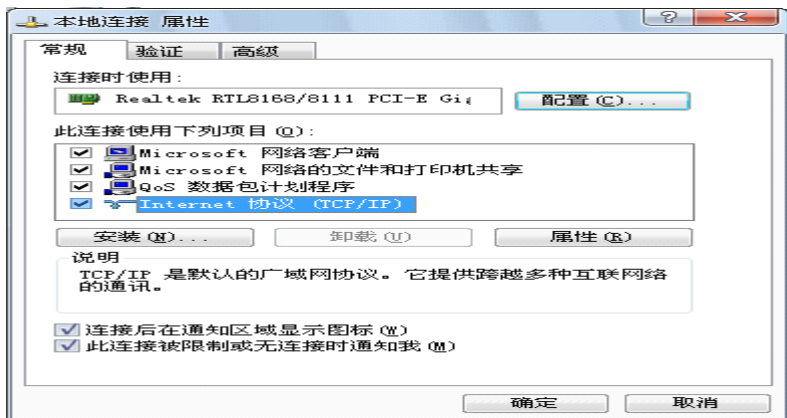 本地连接 属性
常规 验证 高级
连接时使用:
Realtek RTL8168/8111 PCI-E Gi 配置(C)...
此连接使用下列项目(O):
Microsoft 网络客户端
Microsoft 网络的文件和打印机共享
QoS 数据包计划程序
Internet 协议 (TCP/IP)
安装(N)... 卸载(U) 属性(R)
说明
TCP/IP 是默认的广域网协议。它提供跨越多种互联网络
的通讯。
连接后在通知区域显示图标(W)
此连接被限制或无连接时通知我(M)
确定 取消